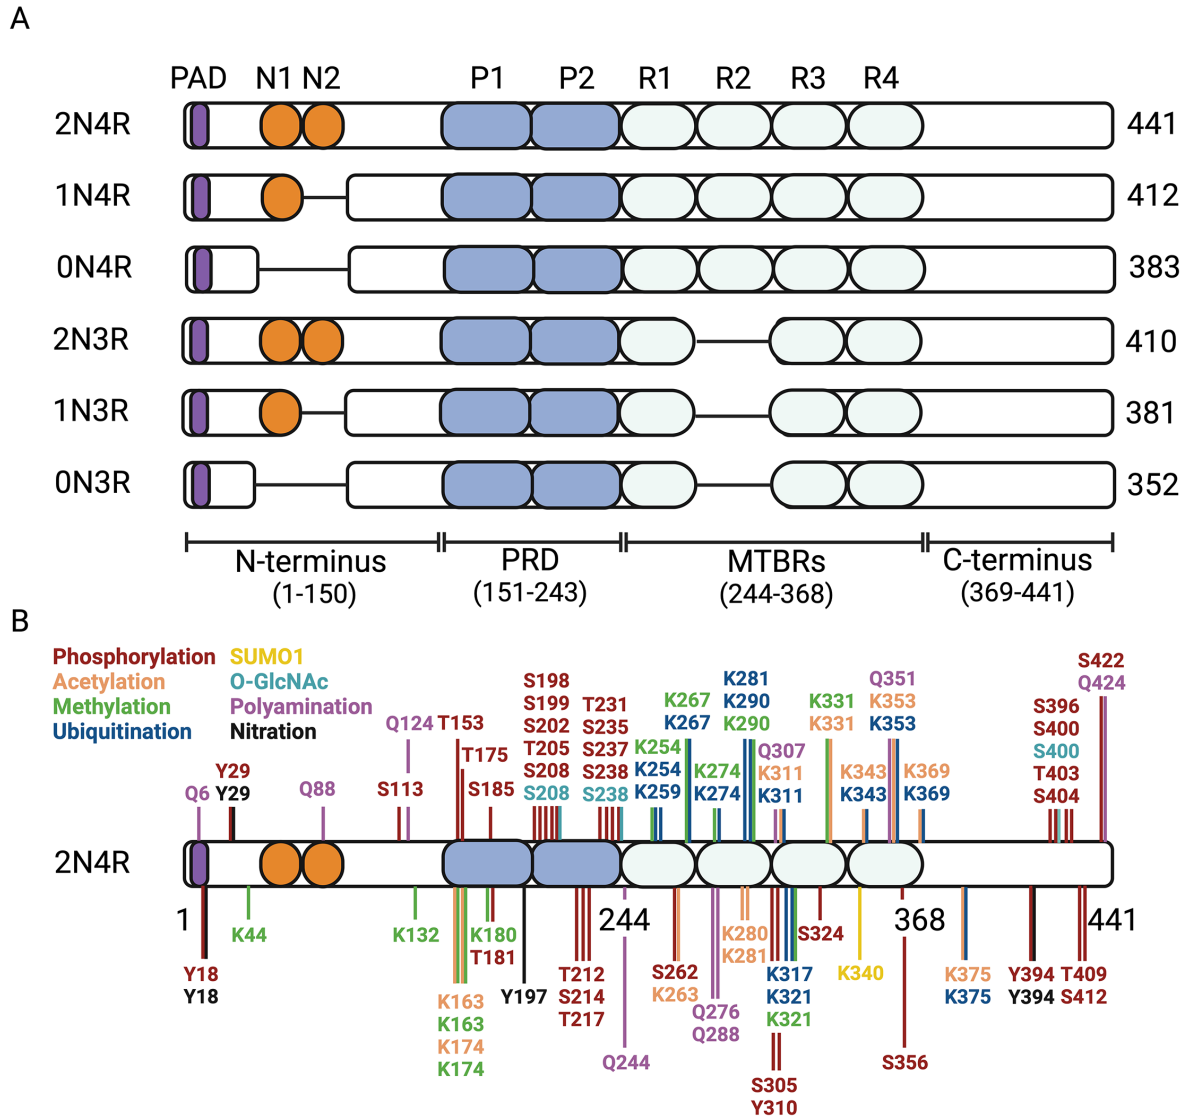 A
PAD N1 N2 P1 P2 R1 R2 R3 R4
2N4R 441
1N4R 412
0N4R 383
2N3R 410
1N3R 381
0N3R 352
N-terminus PRD MTBRs C-terminus
(1-150) (151-243) (244-368) (369-441)
B
Phosphorylation SUMO1
Acetylation O-GlcNAc
Methylation Polyamination
Ubiquitination Nitration
Q6
Y29
Y29
Q88
Q124
S113
T153
T175
S185
S198
S199
S202
T205
S208
S208
T231
S235
S237
S238
S238
K254
K254
K259
K267
K267
K274
K274
K281
K290
K290
Q307
K311
K311
K331
K331
K343
K343
Q351
K353
K353
K369
K369
S396
S400
S400
T403
S404
S422
Q424
2N4R
1 244 368 441
Y18
Y18
K44
K132
K163
K163
K174
K174
K180
T181
Y197
T212
S214
T217
Q244
S262
K263
Q276
Q288
K280
K281
K317
K321
K321
S305
Y310
S324
K340
S356
K375
K375
Y394
Y394
T409
S412